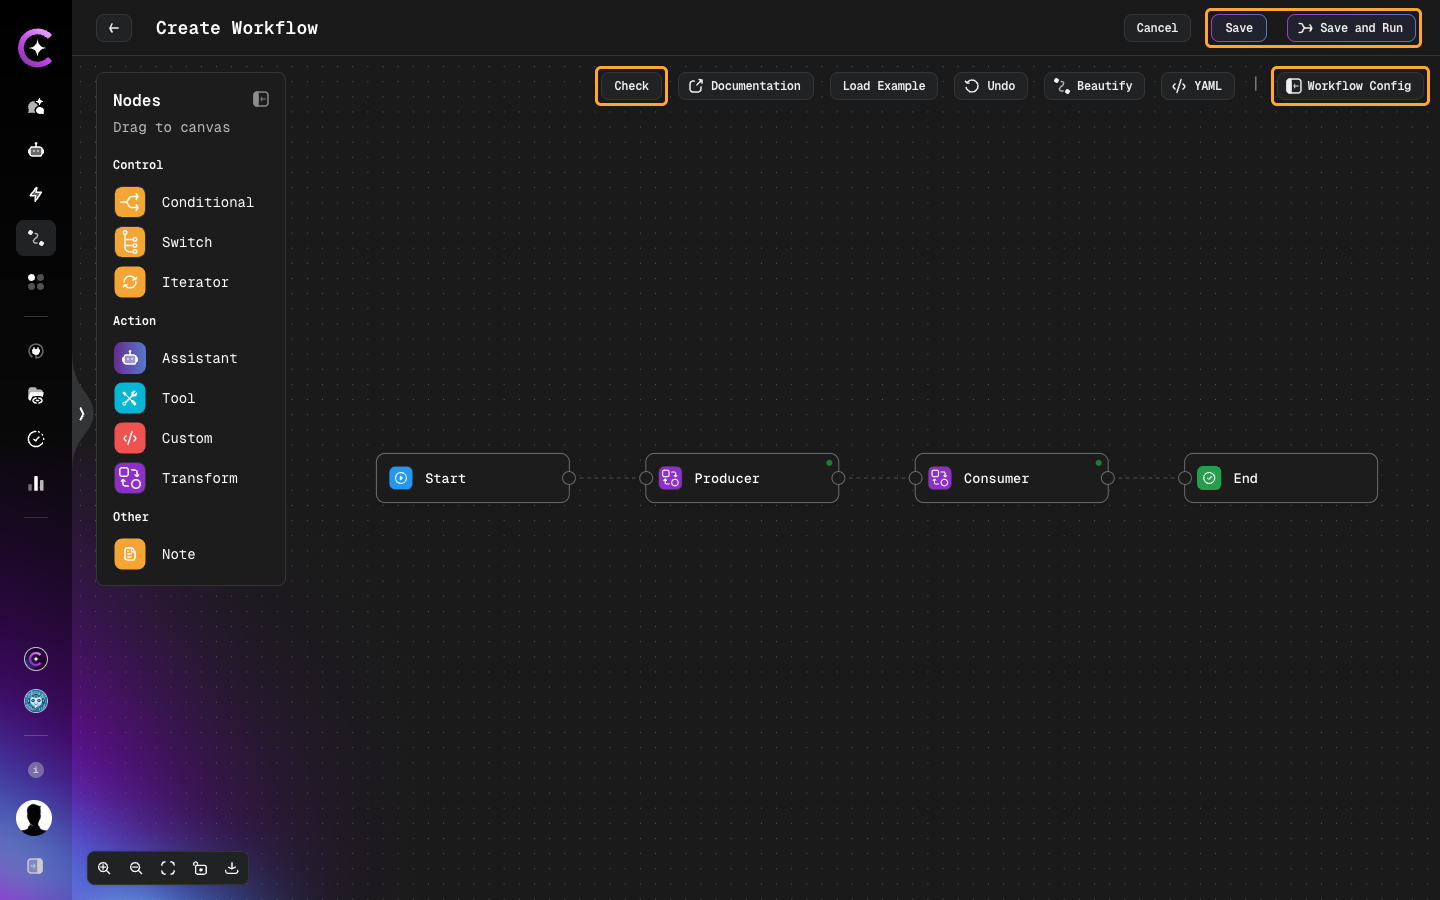 Create Workflow
Cancel
Save
Save and Run
Check
Documentation
Load Example
Undo
Beautify
YAML
Workflow Config
Nodes
Drag to canvas
Control
Conditional
Switch
Iterator
Action
Assistant
Tool
Custom
Transform
Other
Note
Start
Producer
Consumer
End